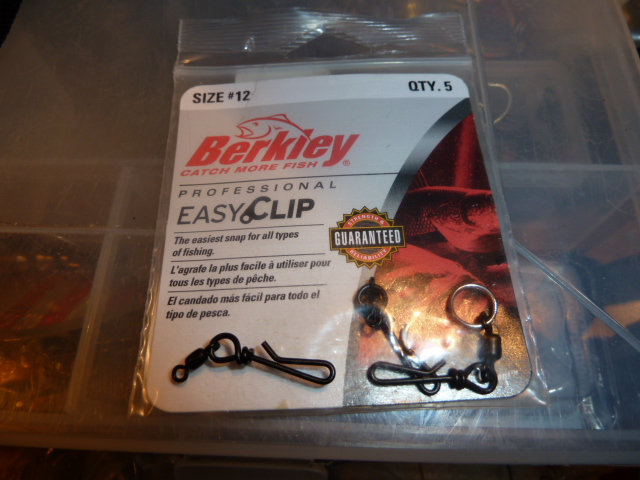 SIZE #12
QTY. 5
Berkley®
CATCH MORE FISH
PROFESSIONAL
EASY CLIP
The easiest snap for all types
of fishing.
L'agrafe la plus facile à utiliser pour
tous les types de pêche.
El candado más fácil para todo el
tipo de pesca.
STRENGTH &
GUARANTEED
RELIABILITY